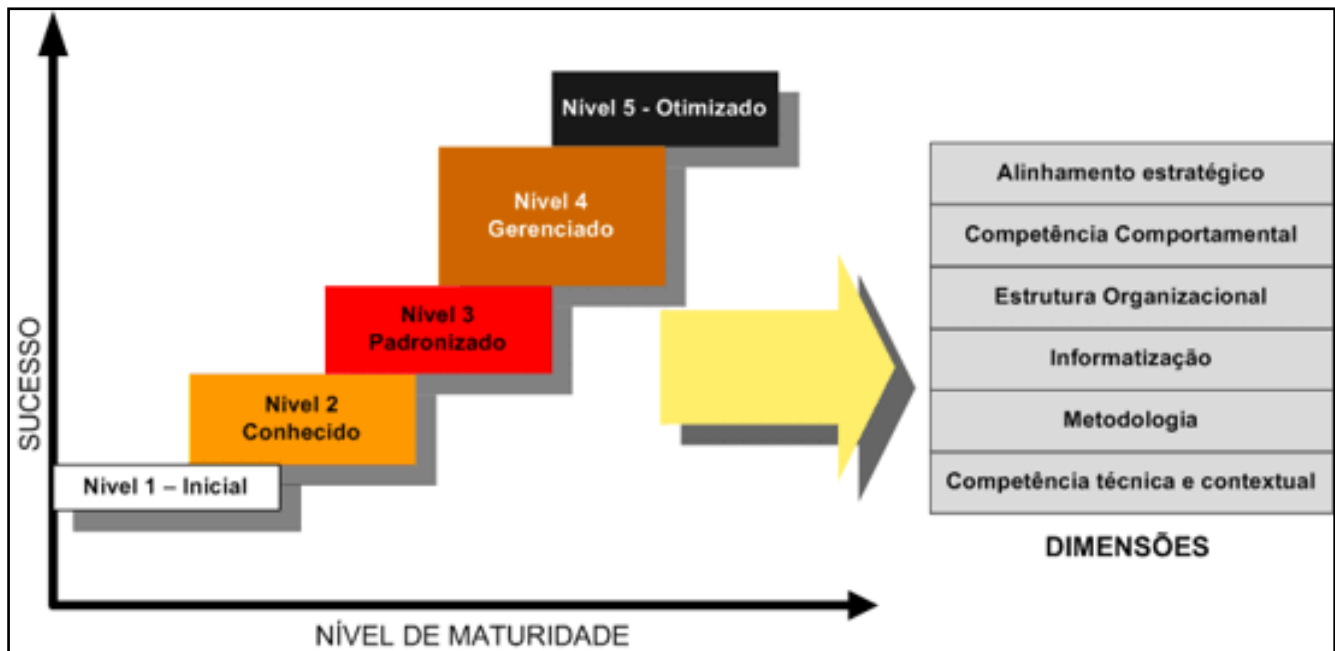 Nível 5 - Otimizado
Nível 4
Gerenciado
Nível 3
Padronizado
Nível 2
Conhecido
Nível 1 – Inicial
SUCESSO
NÍVEL DE MATURIDADE
Alinhamento estratégico
Competência Comportamental
Estrutura Organizacional
Informatização
Metodologia
Competência técnica e contextual
DIMENSÕES